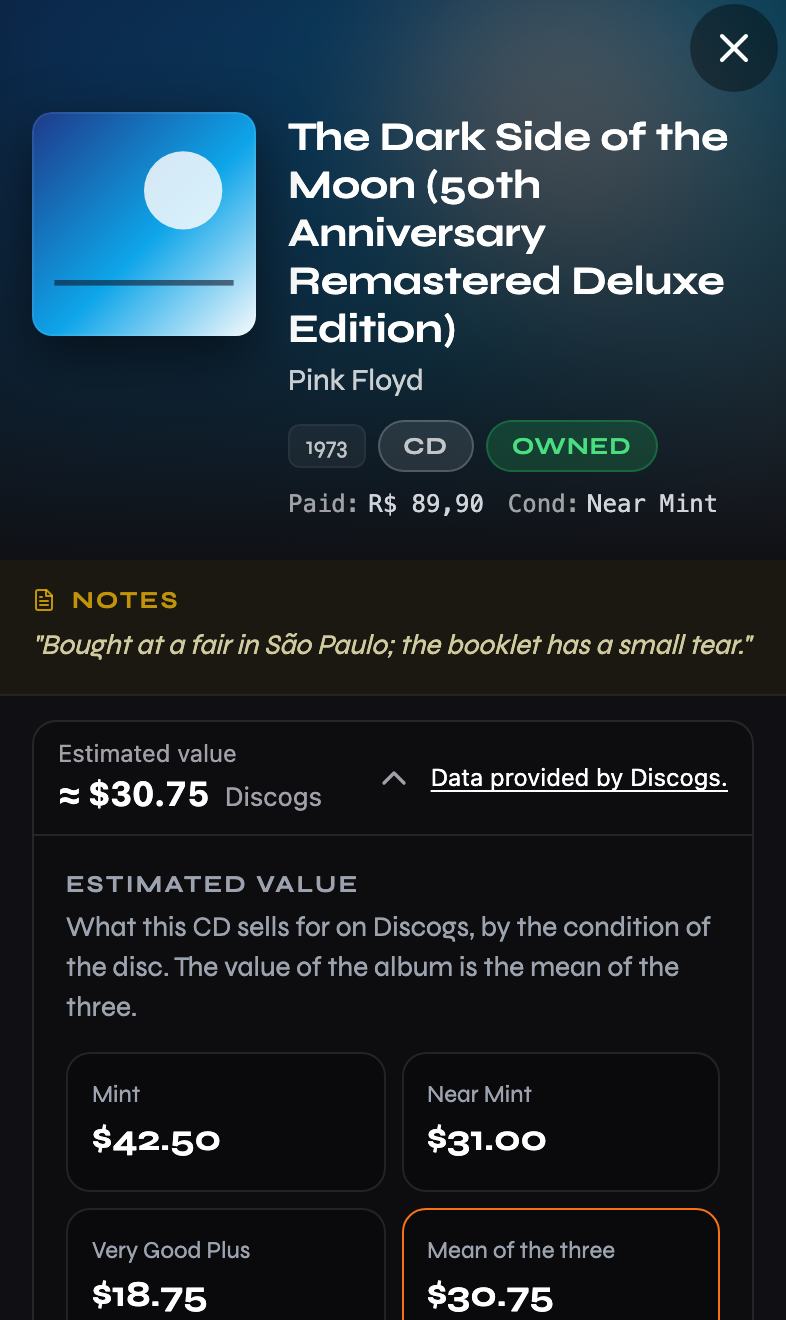 The Dark Side of the
Moon (50th
Anniversary
Remastered Deluxe
Edition)
Pink Floyd
1973 CD OWNED
Paid: R$ 89,90 Cond: Near Mint
NOTES
"Bought at a fair in São Paulo; the booklet has a small tear."
Estimated value
≈ $30.75 Discogs
Data provided by Discogs.
ESTIMATED VALUE
What this CD sells for on Discogs, by the condition of
the disc. The value of the album is the mean of the
three.
Mint
$42.50
Near Mint
$31.00
Very Good Plus
$18.75
Mean of the three
$30.75